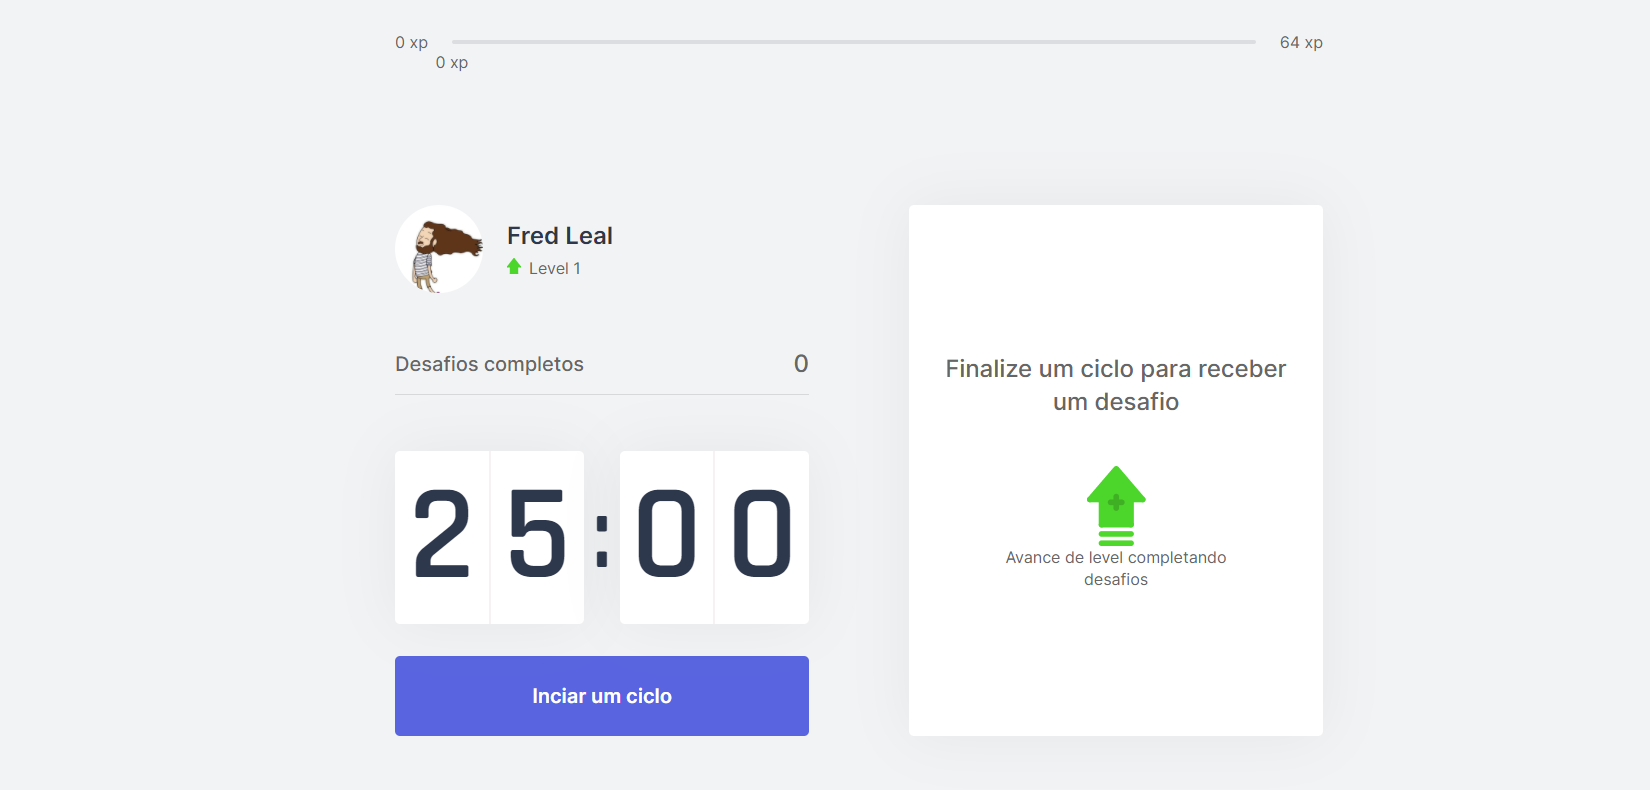 0 xp
64 xp
0 xp
Fred Leal
Level 1
Desafios completos
0
25:00
Inciar um ciclo
Finalize um ciclo para receber
um desafio
Avance de level completando
desafios